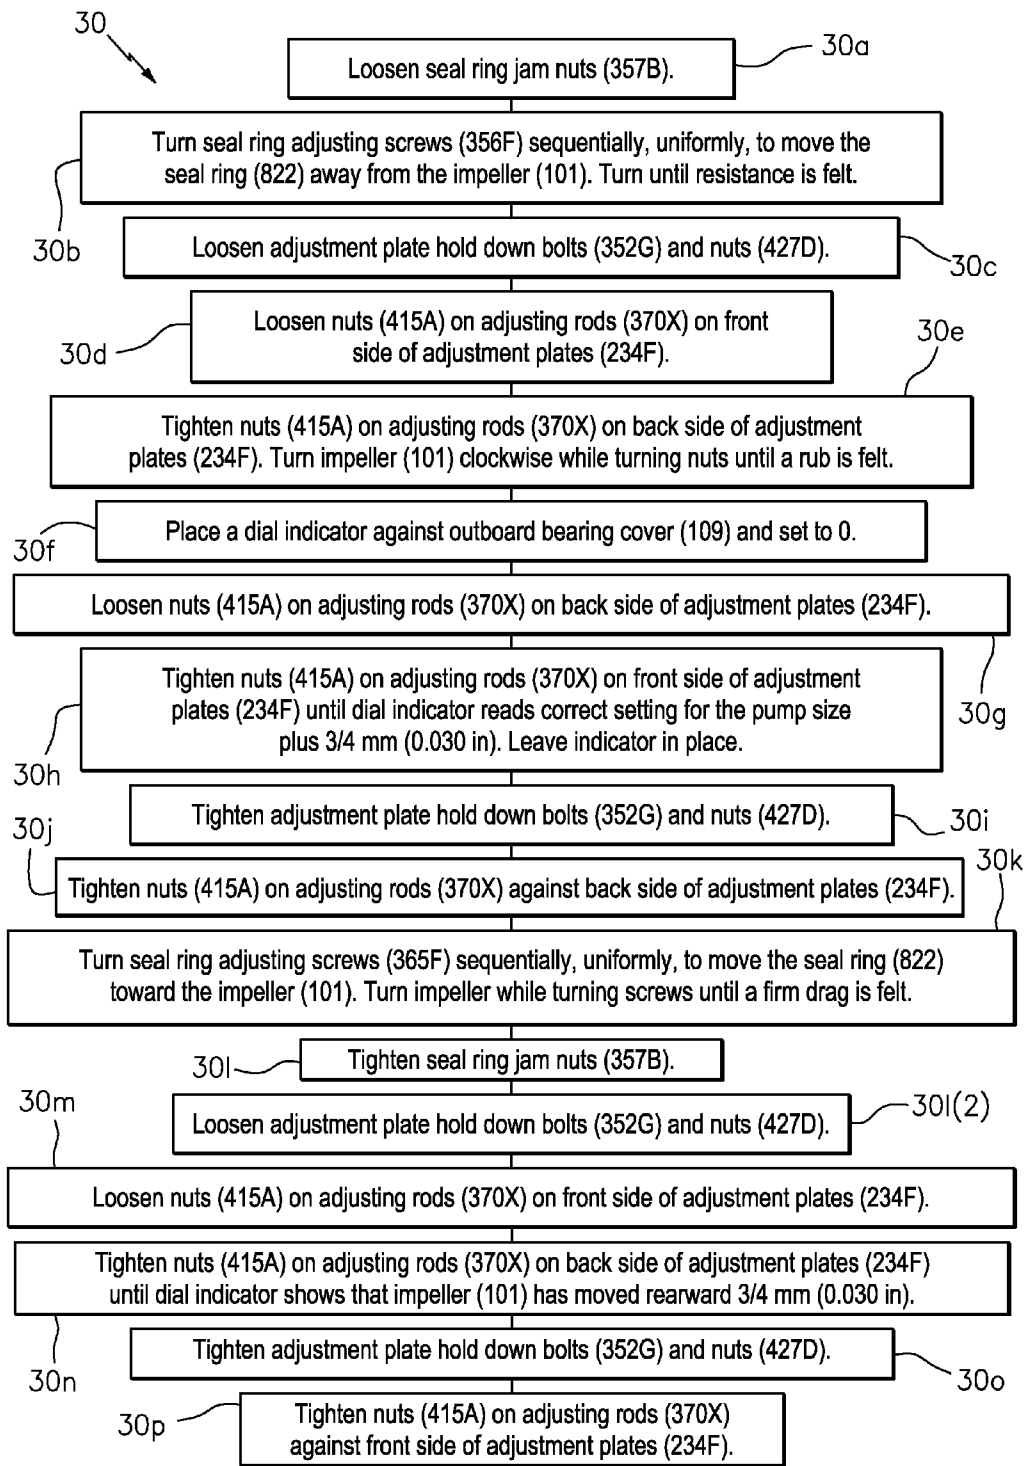 30
30a
Loosen seal ring jam nuts (357B).
Turn seal ring adjusting screws (356F) sequentially, uniformly, to move the
seal ring (822) away from the impeller (101). Turn until resistance is felt.
30b
Loosen adjustment plate hold down bolts (352G) and nuts (427D).
30c
Loosen nuts (415A) on adjusting rods (370X) on front
side of adjustment plates (234F).
30d
30e
Tighten nuts (415A) on adjusting rods (370X) on back side of adjustment
plates (234F). Turn impeller (101) clockwise while turning nuts until a rub is felt.
Place a dial indicator against outboard bearing cover (109) and set to 0.
30f
Loosen nuts (415A) on adjusting rods (370X) on back side of adjustment plates (234F).
30g
Tighten nuts (415A) on adjusting rods (370X) on front side of adjustment
plates (234F) until dial indicator reads correct setting for the pump size
plus 3/4 mm (0.030 in). Leave indicator in place.
30h
Tighten adjustment plate hold down bolts (352G) and nuts (427D).
30i
30j
Tighten nuts (415A) on adjusting rods (370X) against back side of adjustment plates (234F).
30k
Turn seal ring adjusting screws (365F) sequentially, uniformly, to move the seal ring (822)
toward the impeller (101). Turn impeller while turning screws until a firm drag is felt.
30l
Tighten seal ring jam nuts (357B).
Loosen adjustment plate hold down bolts (352G) and nuts (427D).
30l(2)
30m
Loosen nuts (415A) on adjusting rods (370X) on front side of adjustment plates (234F).
Tighten nuts (415A) on adjusting rods (370X) on back side of adjustment plates (234F)
until dial indicator shows that impeller (101) has moved rearward 3/4 mm (0.030 in).
30n
Tighten adjustment plate hold down bolts (352G) and nuts (427D).
30o
30p
Tighten nuts (415A) on adjusting rods (370X)
against front side of adjustment plates (234F).